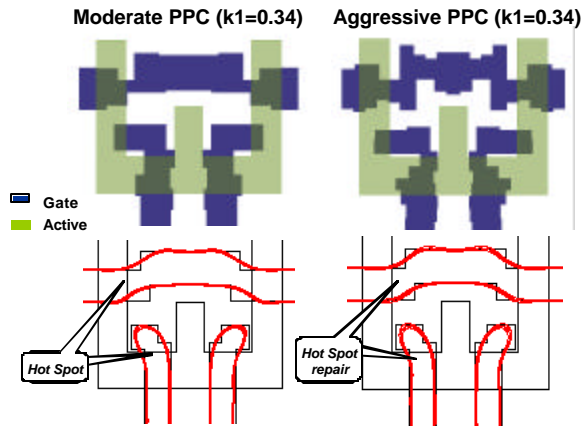 Moderate PPC (k1=0.34)
Aggressive PPC (k1=0.34)
Gate
Active
Hot Spot
Hot Spot
repair